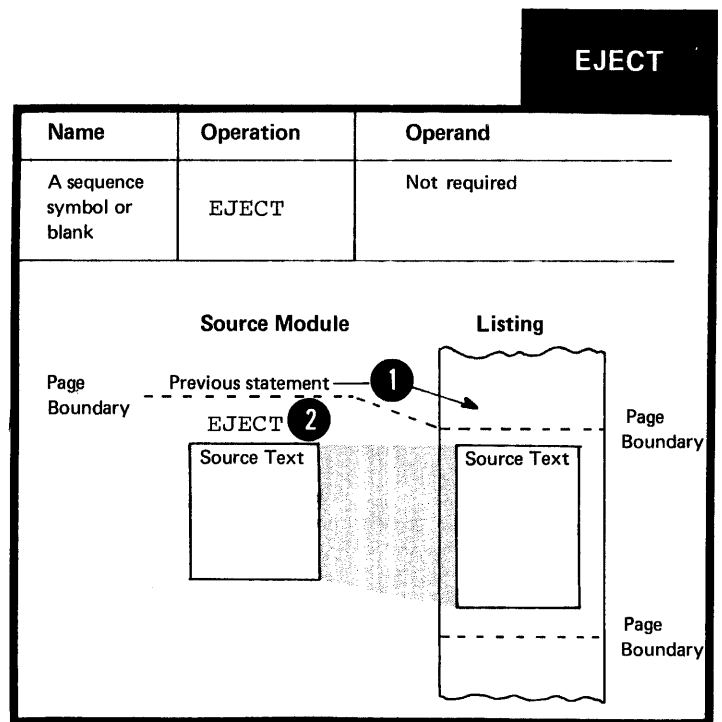 EJECT
Name Operation Operand
A sequence
symbol or
blank
EJECT
Not required
Source Module Listing
Page
Boundary
Previous statement
1
EJECT 2
Source Text
Source Text
Page
Boundary
Page
Boundary